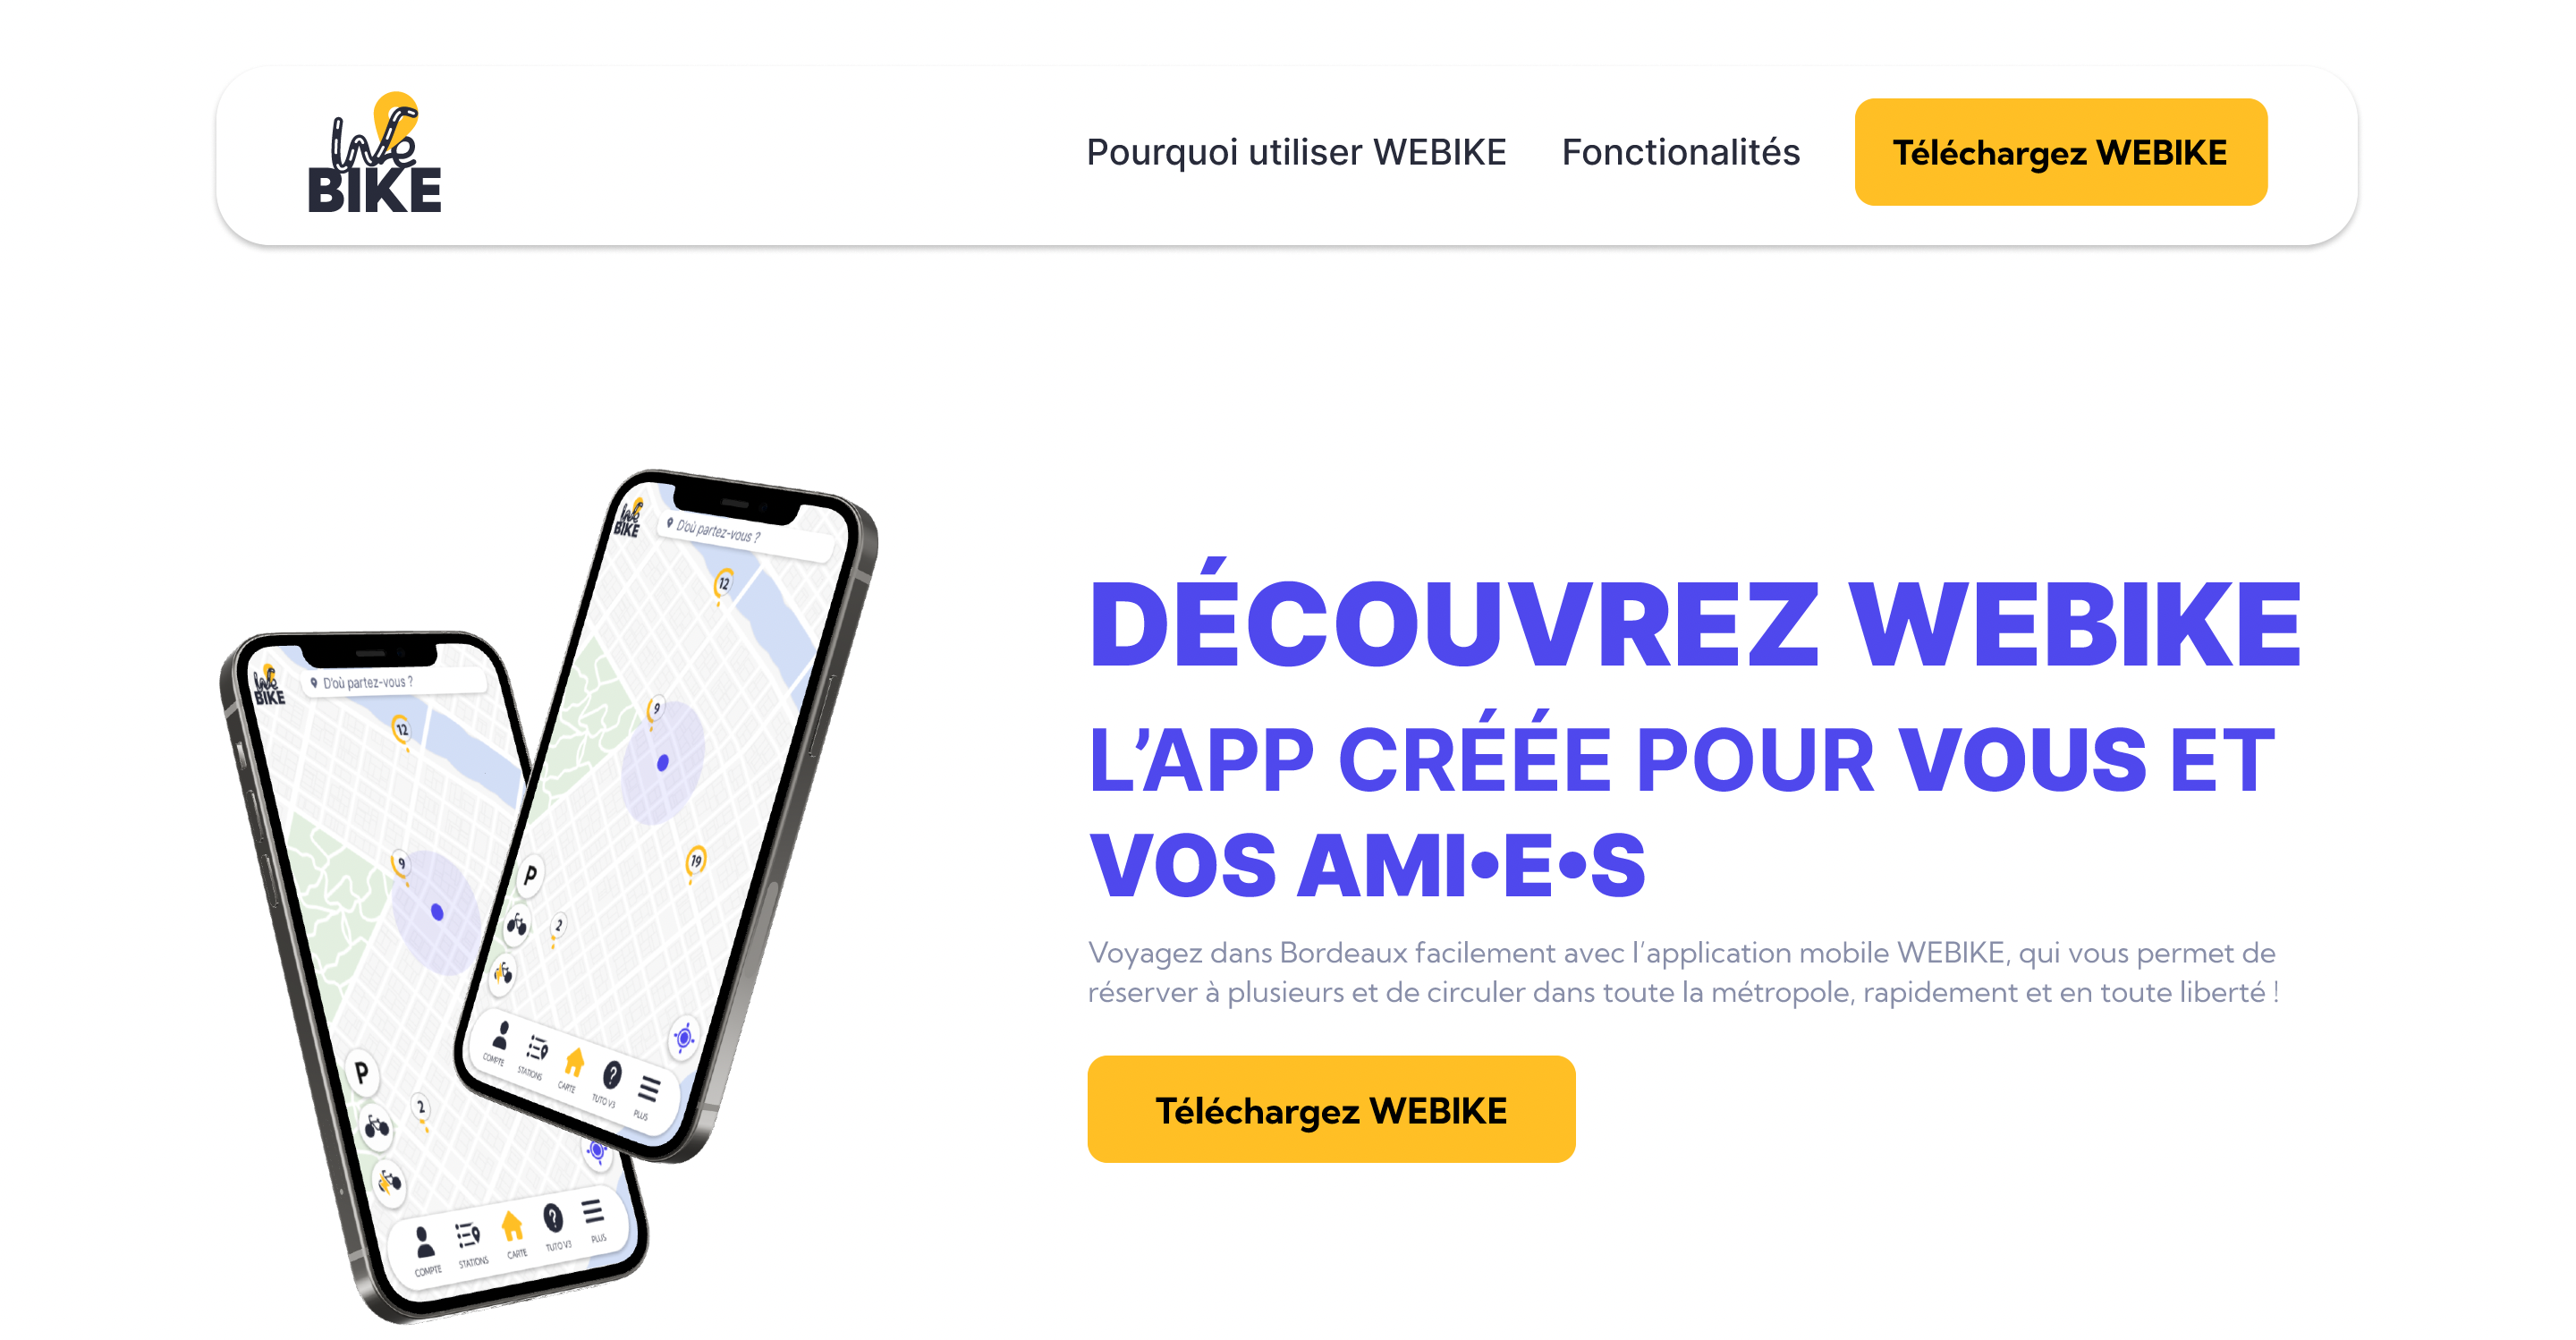 We
BIKE
Pourquoi utiliser WEBIKE
Fonctionalités
Téléchargez WEBIKE
We
BIKE
D'où partez-vous ?
12
9
19
P
2
COMPTE
STATIONS
CARTE
TUTO V3
PLUS
We
BIKE
D'où partez-vous ?
12
9
P
2
COMPTE
STATIONS
CARTE
TUTO V3
PLUS
DÉCOUVREZ WEBIKE
L’APP CRÉÉE POUR VOUS ET
VOS AMI•E•S
Voyagez dans Bordeaux facilement avec l’application mobile WEBIKE, qui vous permet de
réserver à plusieurs et de circuler dans toute la métropole, rapidement et en toute liberté !
Téléchargez WEBIKE